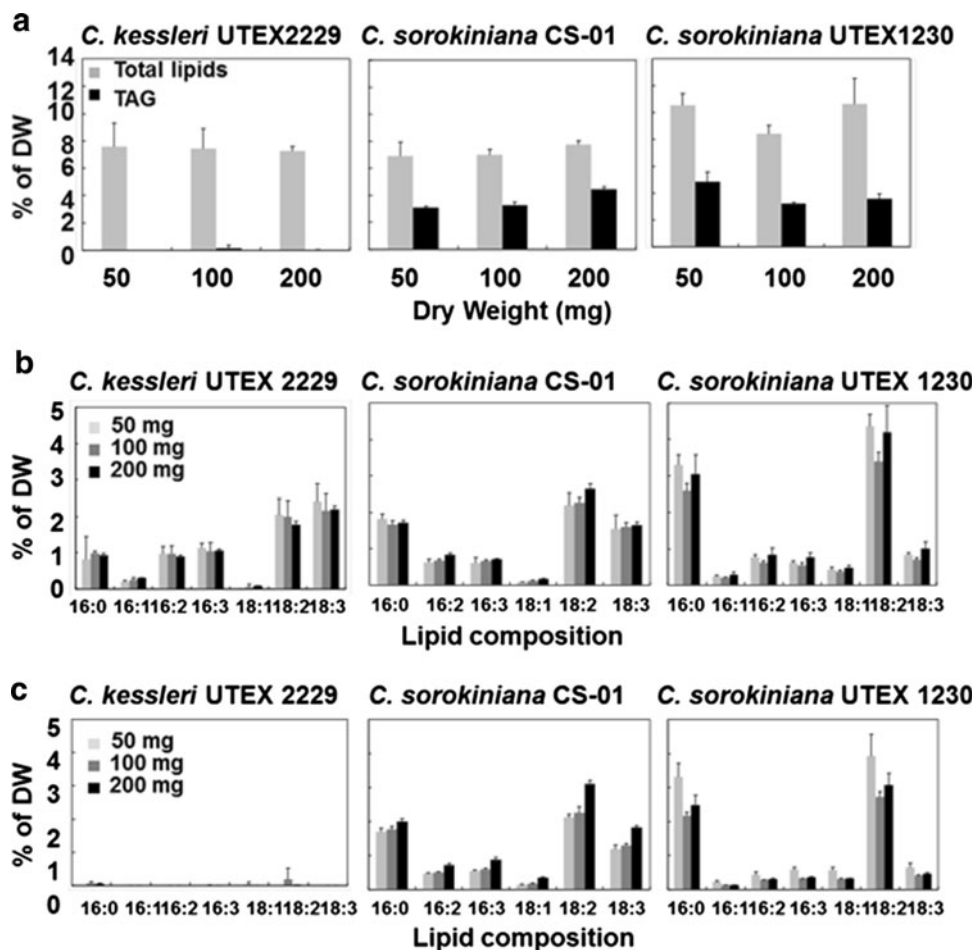 a
C. kessleri UTEX2229 C. sorokiniana CS-01 C. sorokiniana UTEX1230
14
12
10
8
6
4
2
0
% of DW
Total lipids
TAG
50 100 200 50 100 200 50 100 200
Dry Weight (mg)
b
C. kessleri UTEX 2229 C. sorokiniana CS-01 C. sorokiniana UTEX 1230
5
4
3
2
1
0
% of DW
50 mg
100 mg
200 mg
16:0 16:1 16:2 16:3 18:1 18:2 18:3 16:0 16:2 16:3 18:1 18:2 18:3 16:0 16:1 16:2 16:3 18:1 18:2 18:3
Lipid composition
c
C. kessleri UTEX 2229 C. sorokiniana CS-01 C. sorokiniana UTEX 1230
5
4
3
2
1
0
% of DW
50 mg
100 mg
200 mg
16:0 16:1 16:2 16:3 18:1 18:2 18:3 16:0 16:2 16:3 18:1 18:2 18:3 16:0 16:1 16:2 16:3 18:1 18:2 18:3
Lipid composition